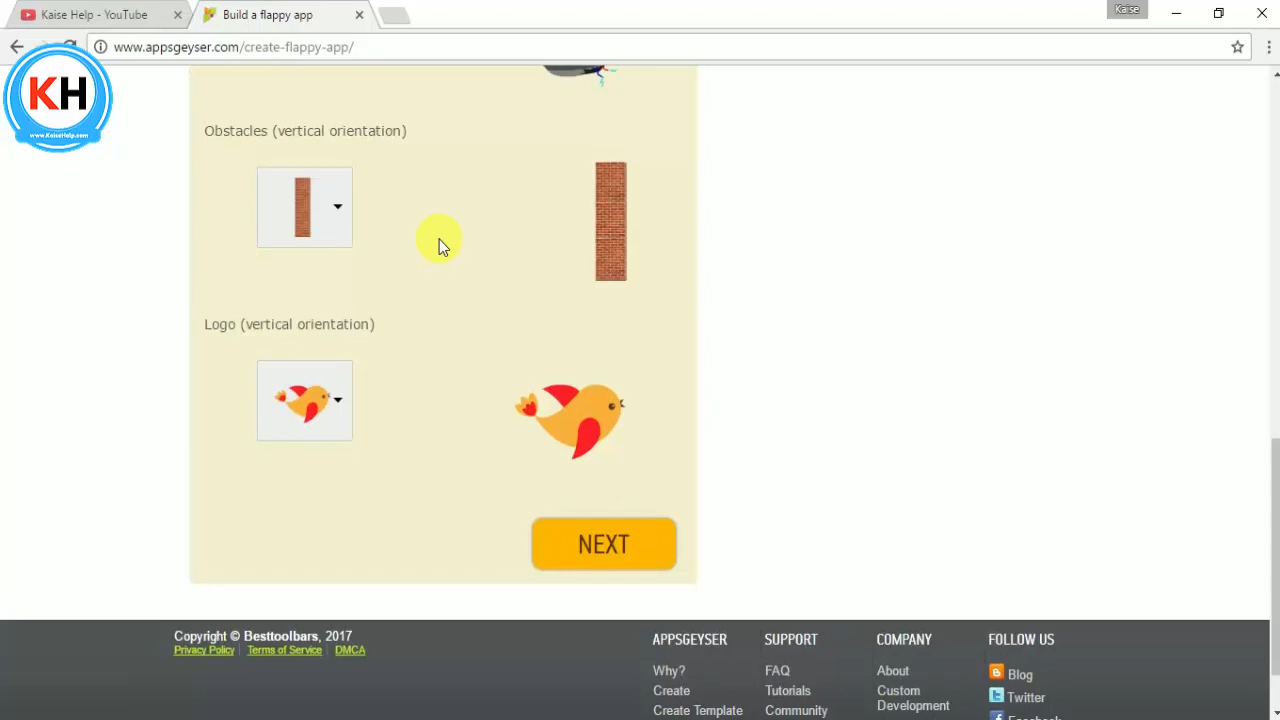 Kaise Help - YouTube
Build a flappy app
Kaise
www.appsgeyser.com/create-flappy-app/
KH
www.KaiseHelp.com
Obstacles (vertical orientation)
Logo (vertical orientation)
NEXT
Copyright © Besttoolbars, 2017
Privacy Policy | Terms of Service | DMCA
APPSGEYSER
Why?
Create
Create Template
SUPPORT
FAQ
Tutorials
Community
COMPANY
About
Custom
Development
FOLLOW US
Blog
Twitter
Facebook